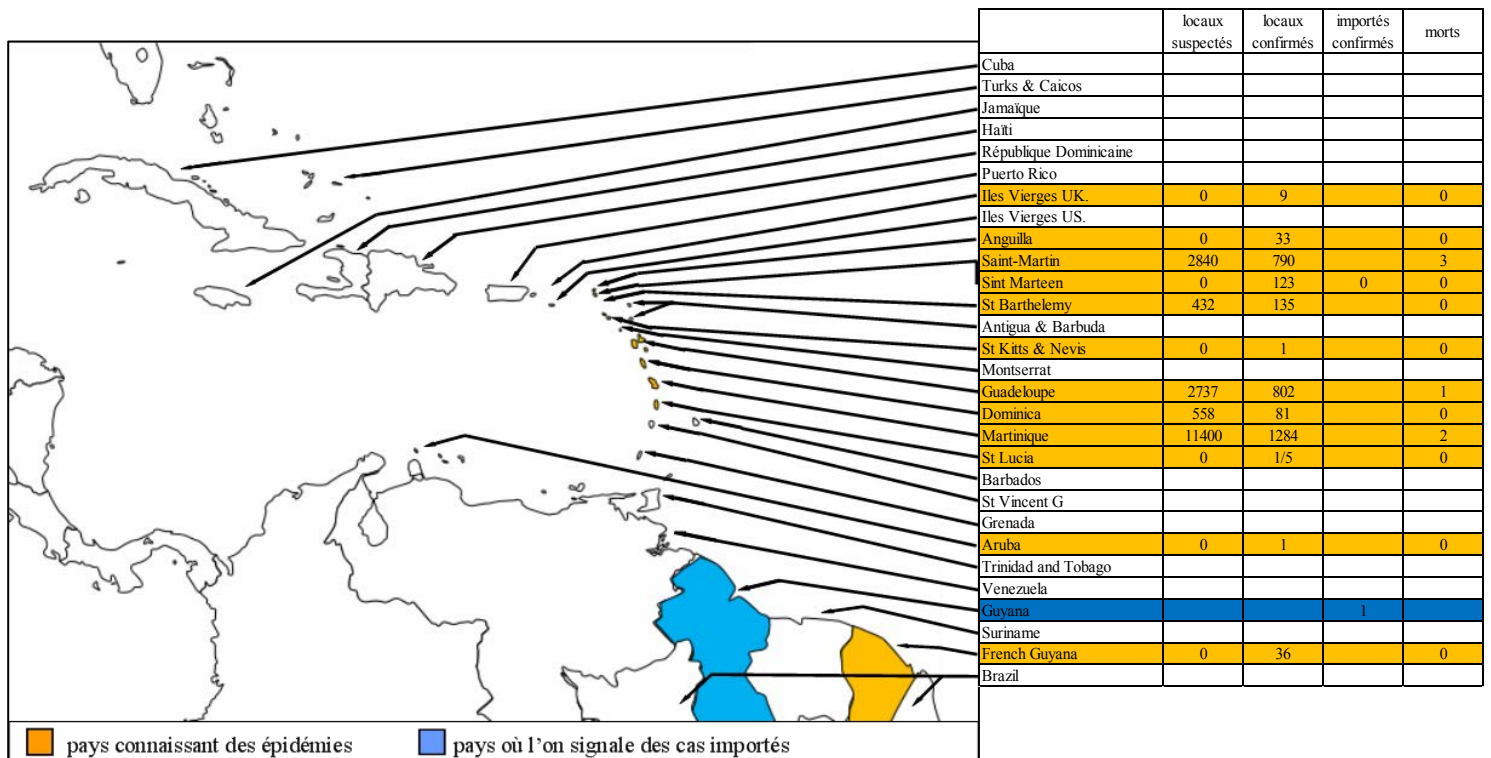 locaux suspectés locaux confirmés importés confirmés morts
Cuba
Turks & Caicos
Jamaïque
Haïti
République Dominicaine
Puerto Rico
Iles Vierges UK. 0 9 0
Iles Vierges US.
Anguilla 0 33 0
Saint-Martin 2840 790 3
Sint Marteen 0 123 0 0
St Barthelemy 432 135 0
Antigua & Barbuda
St Kitts & Nevis 0 1 0
Montserrat
Guadeloupe 2737 802 1
Dominica 558 81 0
Martinique 11400 1284 2
St Lucia 0 1/5 0
Barbados
St Vincent G
Grenada
Aruba 0 1 0
Trinidad and Tobago
Venezuela
Guyana 1
Suriname
French Guyana 0 36 0
Brazil
pays connaissant des épidémies pays où l'on signale des cas importés